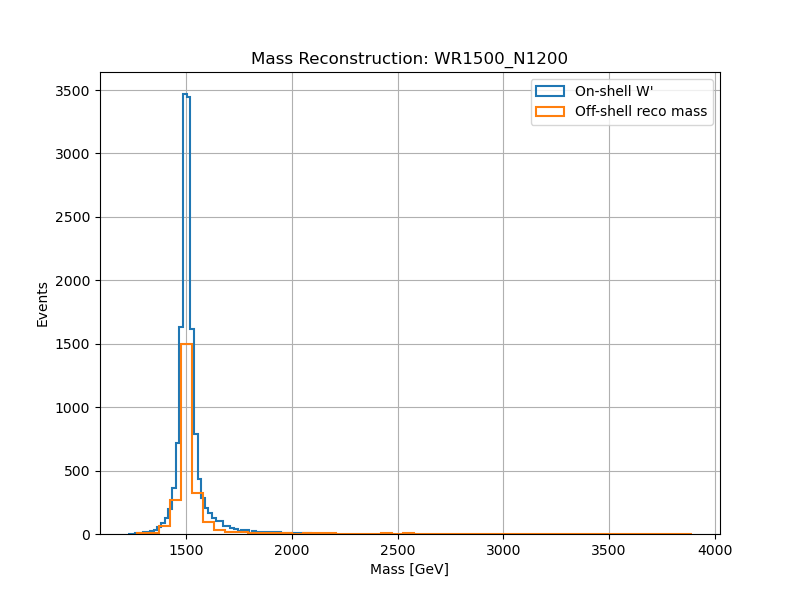 Mass Reconstruction: WR1500_N1200
On-shell W'
Off-shell reco mass
Events
3500
3000
2500
2000
1500
1000
500
0
1500 2000 2500 3000 3500 4000
Mass [GeV]